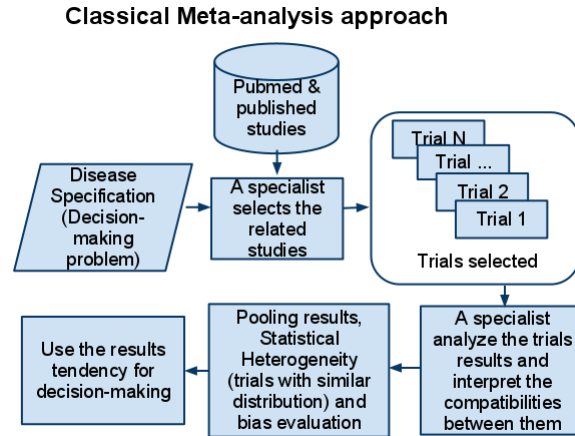 Classical Meta-analysis approach
Pubmed &
published
studies
Disease
Specification
(Decision-
making
problem)
A specialist
selects the
related
studies
Trial N
Trial ...
Trial 2
Trial 1
Trials selected
A specialist
analyze the trials
results and
interpret the
compatibilities
between them
Pooling results,
Statistical
Heterogeneity
(trials with similar
distribution) and
bias evaluation
Use the results
tendency for
decision-making